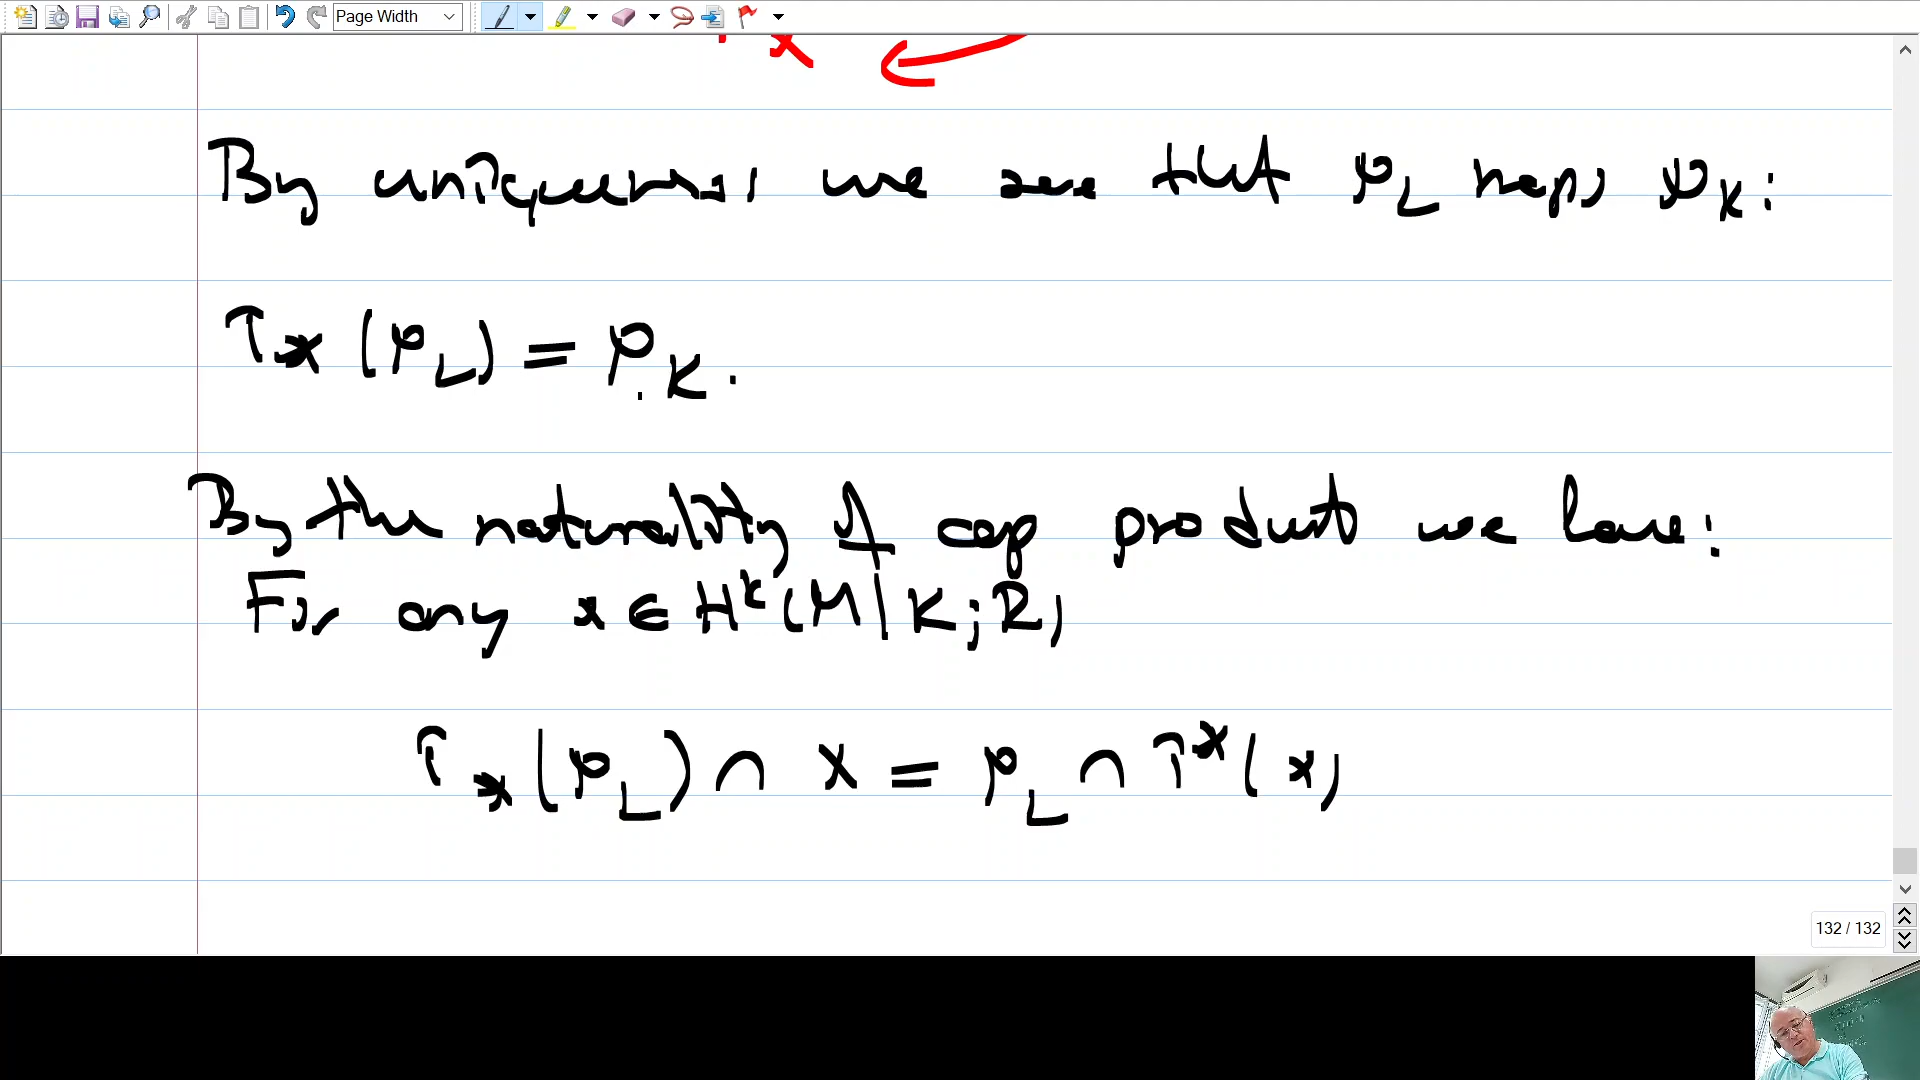 Page Width
By uniqueness we see that μ_L maps μ_K:
i_* (μ_L) = μ_K.
By the naturality of cap product we have:
For any x ∈ H^k (M | K; R)
i_* (μ_L) ∩ x = μ_L ∩ i^* (x)
132 / 132